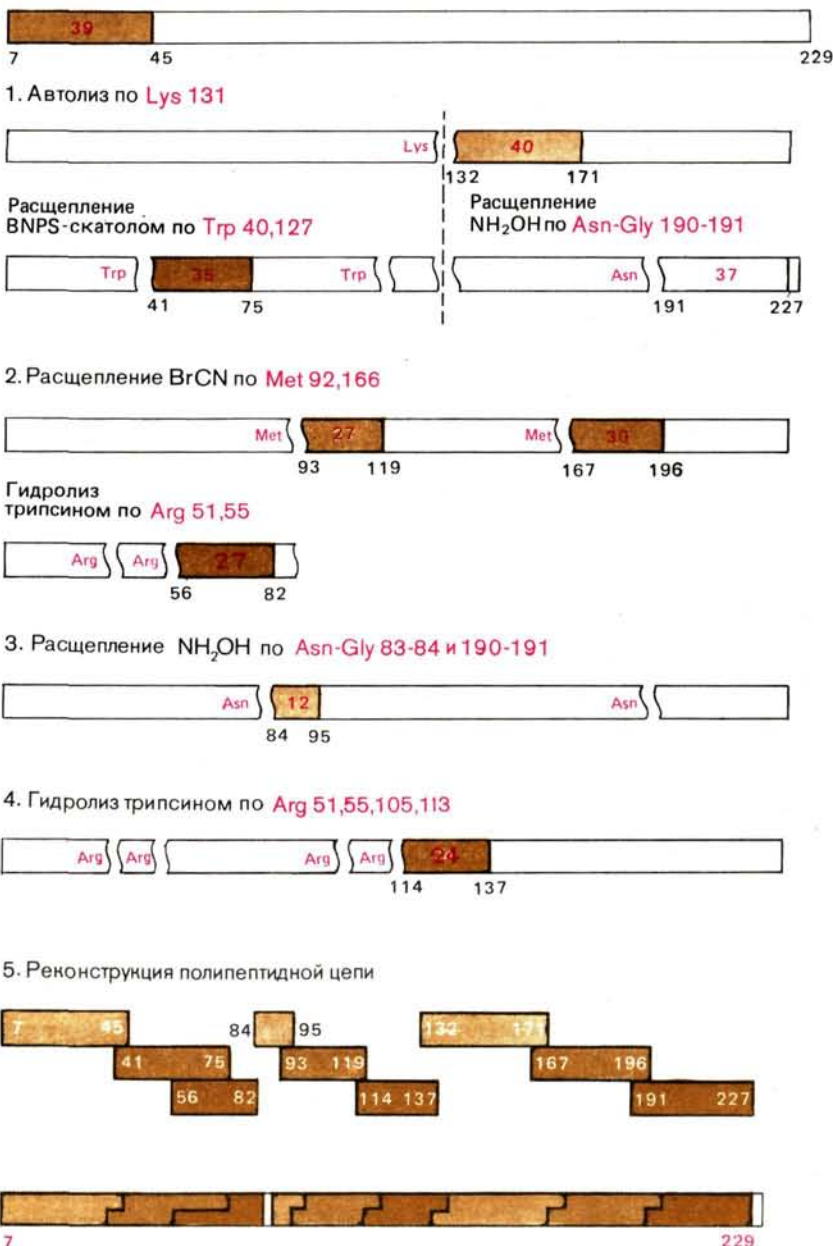 39
7 45 229
1. Автолиз по Lys 131
Lys 40
132 171
Расщепление
BNPS-скатолом по Trp 40,127
Расщепление
NH₂OH по Asn-Gly 190-191
Trp 35 Trp Asn 37
41 75 191 227
2. Расщепление BrCN по Met 92,166
Met 27 Met 30
93 119 167 196
Гидролиз
трипсином по Arg 51,55
Arg Arg 27
56 82
3. Расщепление NH₂OH по Asn-Gly 83-84 и 190-191
Asn 12 Asn
84 95
4. Гидролиз трипсином по Arg 51,55,105,113
Arg Arg Arg Arg 24
114 137
5. Реконструкция полипептидной цепи
7 45 84 95 132 171
41 75 93 119 167 196
56 82 114 137 191 227
7 229